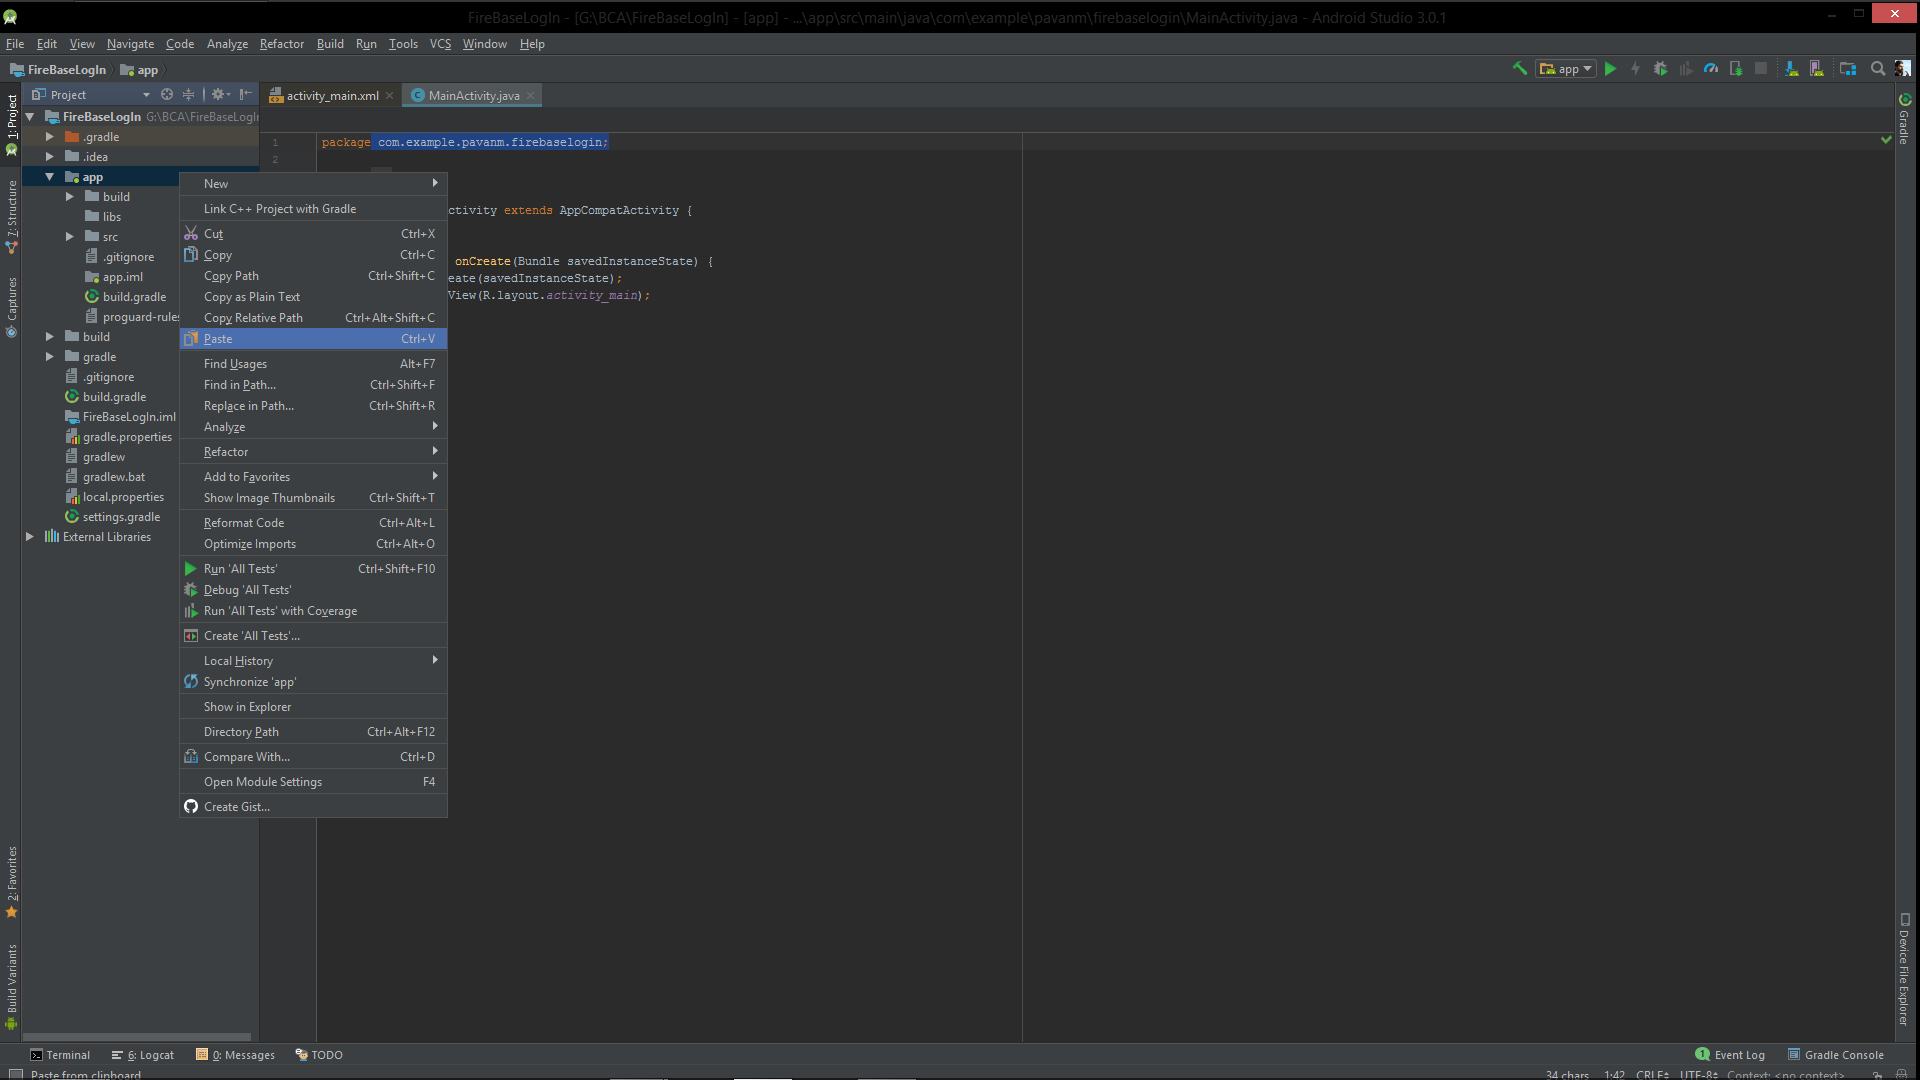 FireBaseLogIn - [G:\BCA\FireBaseLogIn] - [app] - ...\app\src\main\java\com\example\pavanm\firebaselogin\MainActivity.java - Android Studio 3.0.1
File Edit View Navigate Code Analyze Refactor Build Run Tools VCS Window Help
FireBaseLogIn app
app
Project
activity_main.xml
MainActivity.java
1: Project
7: Structure
Captures
2: Favorites
Build Variants
FireBaseLogIn G:\BCA\FireBaseLogIn
.gradle
.idea
app
build
libs
src
.gitignore
app.iml
build.gradle
proguard-rules
build
gradle
.gitignore
build.gradle
FireBaseLogIn.iml
gradle.properties
gradlew
gradlew.bat
local.properties
settings.gradle
External Libraries
New
Link C++ Project with Gradle
Cut Ctrl+X
Copy Ctrl+C
Copy Path Ctrl+Shift+C
Copy as Plain Text
Copy Relative Path Ctrl+Alt+Shift+C
Paste Ctrl+V
Find Usages Alt+F7
Find in Path... Ctrl+Shift+F
Replace in Path... Ctrl+Shift+R
Analyze
Refactor
Add to Favorites
Show Image Thumbnails Ctrl+Shift+T
Reformat Code Ctrl+Alt+L
Optimize Imports Ctrl+Alt+O
Run 'All Tests' Ctrl+Shift+F10
Debug 'All Tests'
Run 'All Tests' with Coverage
Create 'All Tests'...
Local History
Synchronize 'app'
Show in Explorer
Directory Path Ctrl+Alt+F12
Compare With... Ctrl+D
Open Module Settings F4
Create Gist...
1 package com.example.pavanm.firebaselogin;
2
ctivity extends AppCompatActivity {
onCreate(Bundle savedInstanceState) {
eate(savedInstanceState);
View(R.layout.activity_main);
Gradle
Device File Explorer
Terminal 6: Logcat 0: Messages TODO
1 Event Log Gradle Console
Paste from clipboard
34 chars 1:42 CRLF UTF-8 Context: <no context>